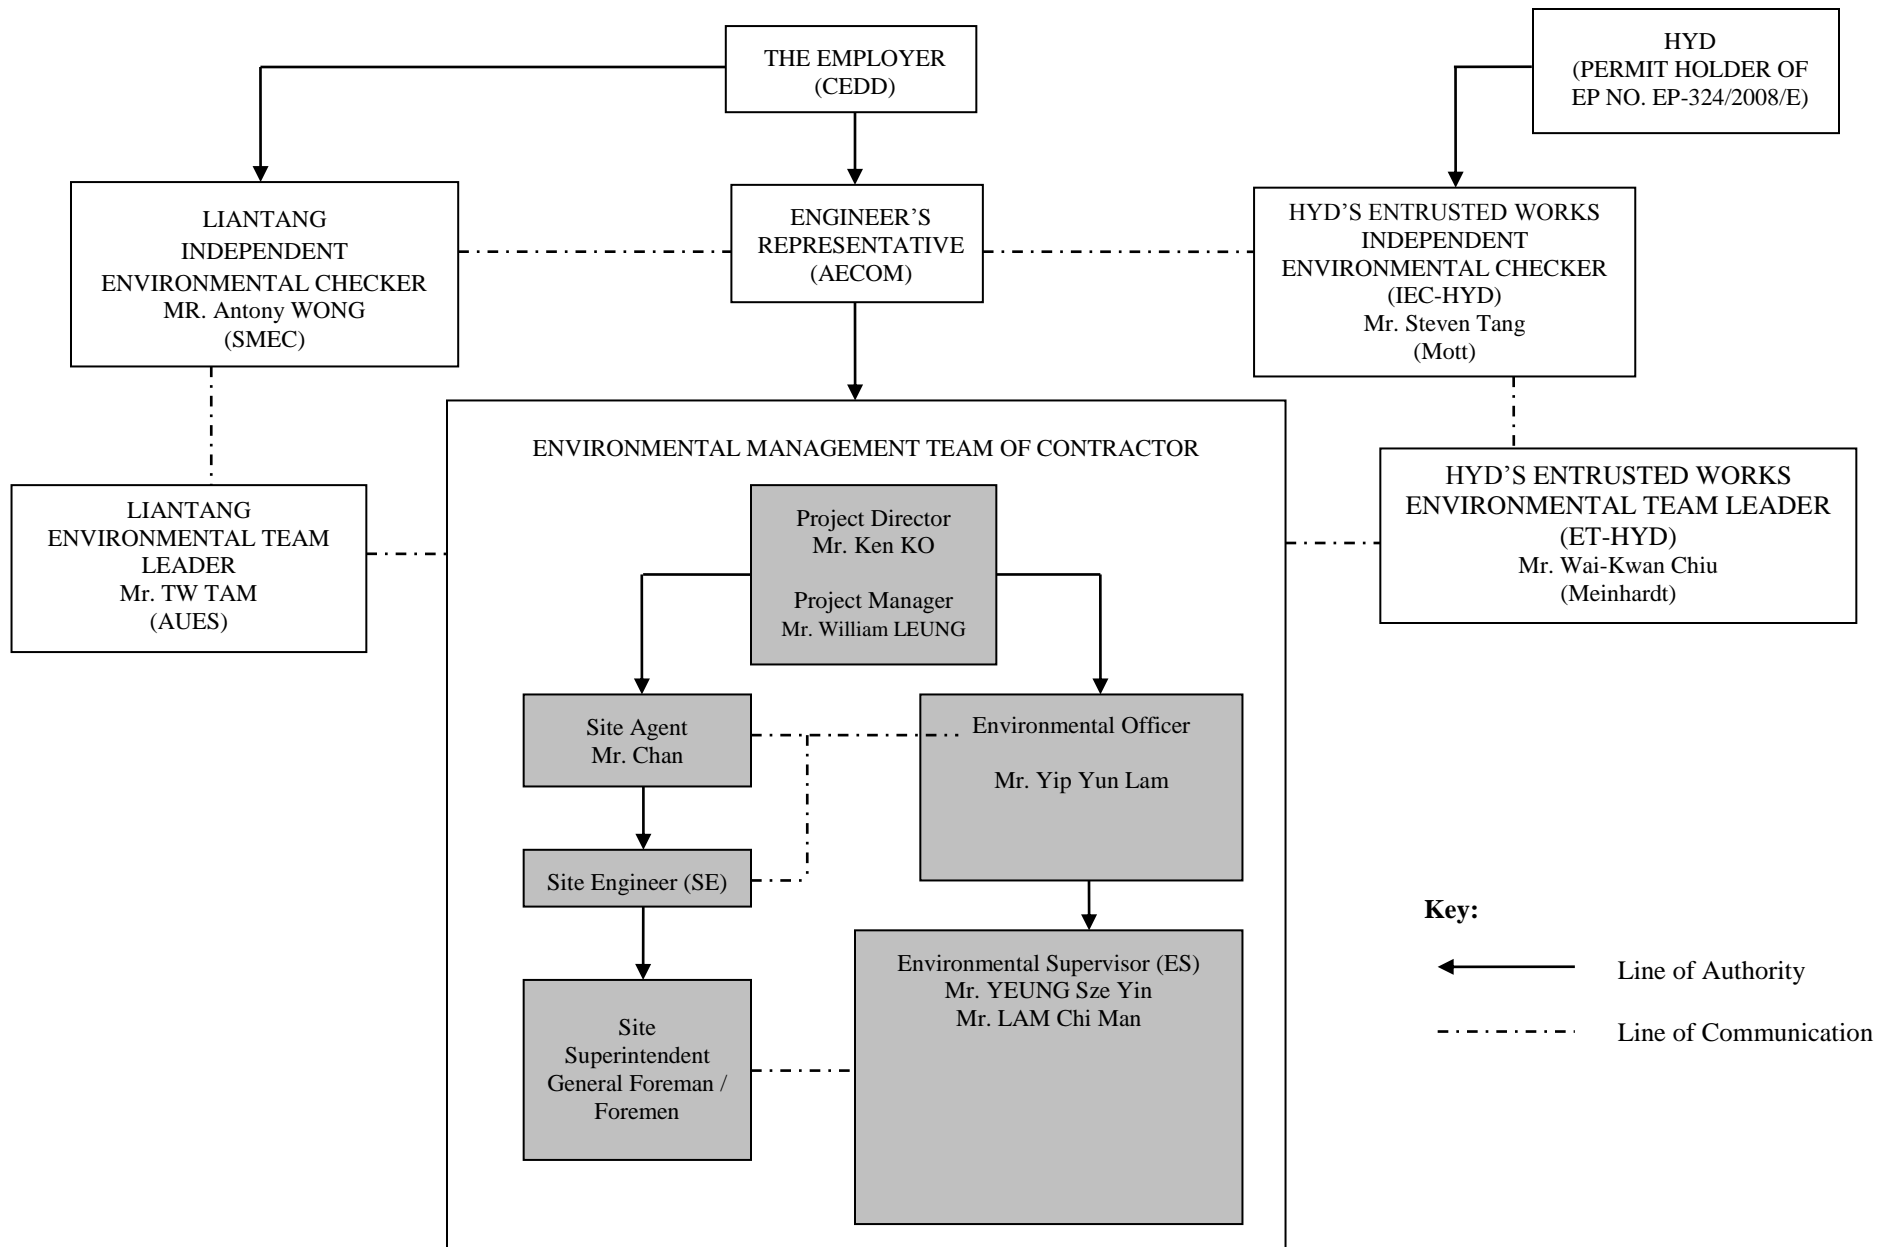 THE EMPLOYER
(CEDD)
HYD
(PERMIT HOLDER OF
EP NO. EP-324/2008/E)
LIANTANG
INDEPENDENT
ENVIRONMENTAL CHECKER
MR. Antony WONG
(SMEC)
ENGINEER’S
REPRESENTATIVE
(AECOM)
HYD’S ENTRUSTED WORKS
INDEPENDENT
ENVIRONMENTAL CHECKER
(IEC-HYD)
Mr. Steven Tang
(Mott)
ENVIRONMENTAL MANAGEMENT TEAM OF CONTRACTOR
LIANTANG
ENVIRONMENTAL TEAM
LEADER
Mr. TW TAM
(AUES)
HYD’S ENTRUSTED WORKS
ENVIRONMENTAL TEAM LEADER
(ET-HYD)
Mr. Wai-Kwan Chiu
(Meinhardt)
Project Director
Mr. Ken KO
Project Manager
Mr. William LEUNG
Site Agent
Mr. Chan
Environmental Officer
Mr. Yip Yun Lam
Site Engineer (SE)
Environmental Supervisor (ES)
Mr. YEUNG Sze Yin
Mr. LAM Chi Man
Site
Superintendent
General Foreman /
Foremen
Key:
Line of Authority
Line of Communication